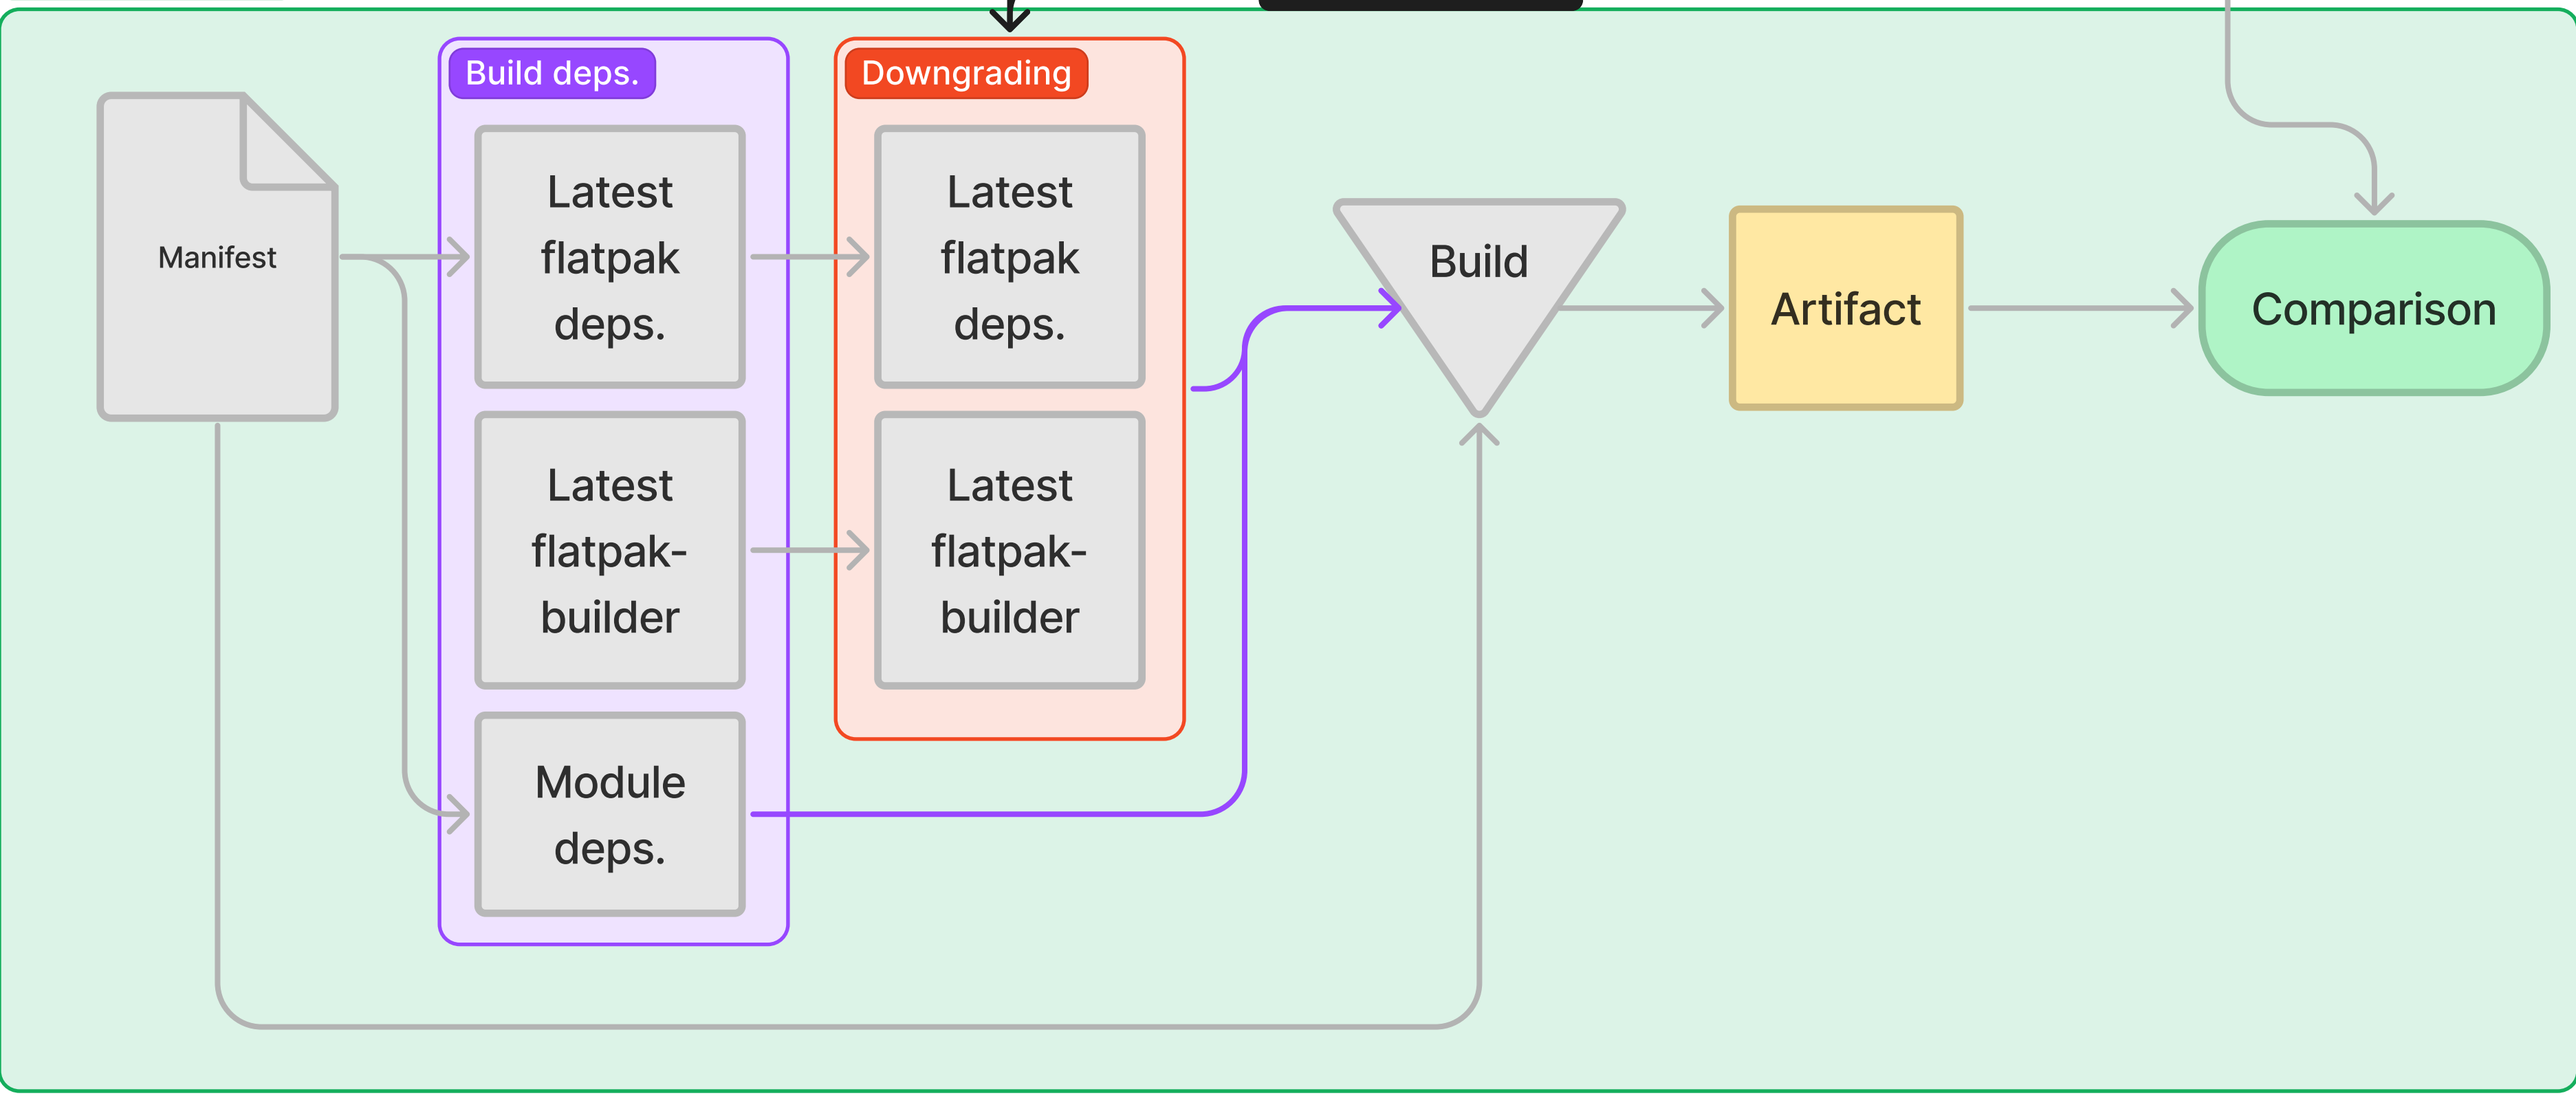 Build deps.
Downgrading
Manifest
Latest
flatpak
deps.
Latest
flatpak-
builder
Module
deps.
Latest
flatpak
deps.
Latest
flatpak-
builder
Build
Artifact
Comparison